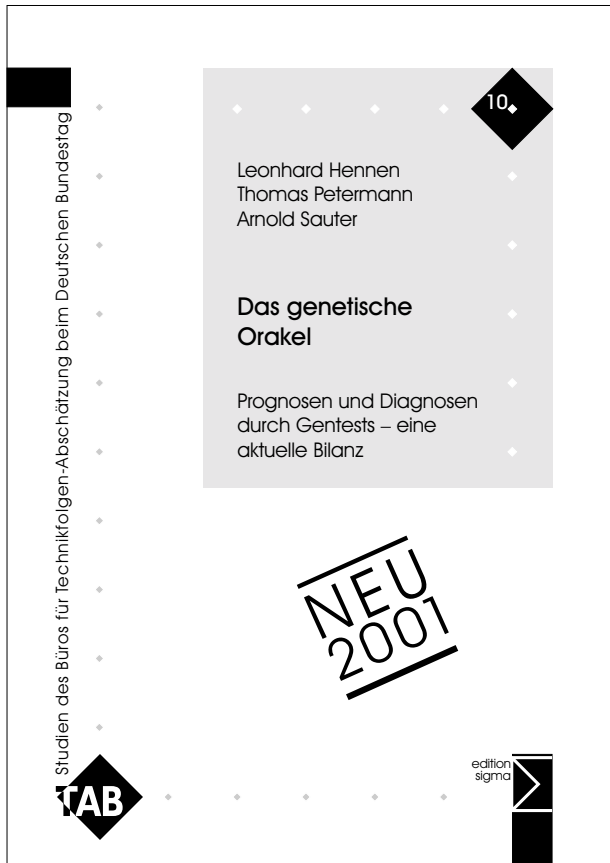 10
Leonhard Hennen
Thomas Petermann
Arnold Sauter
Das genetische
Orakel
Prognosen und Diagnosen
durch Gentests – eine
aktuelle Bilanz
NEU
2001
Studien des Büros für Technikfolgen-Abschätzung beim Deutschen Bundestag
TAB
edition
sigma